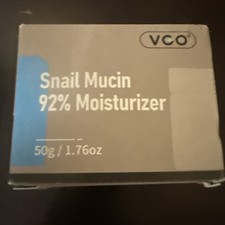 VCO®
Snail Mucin
92% Moisturizer
50g / 1.76oz